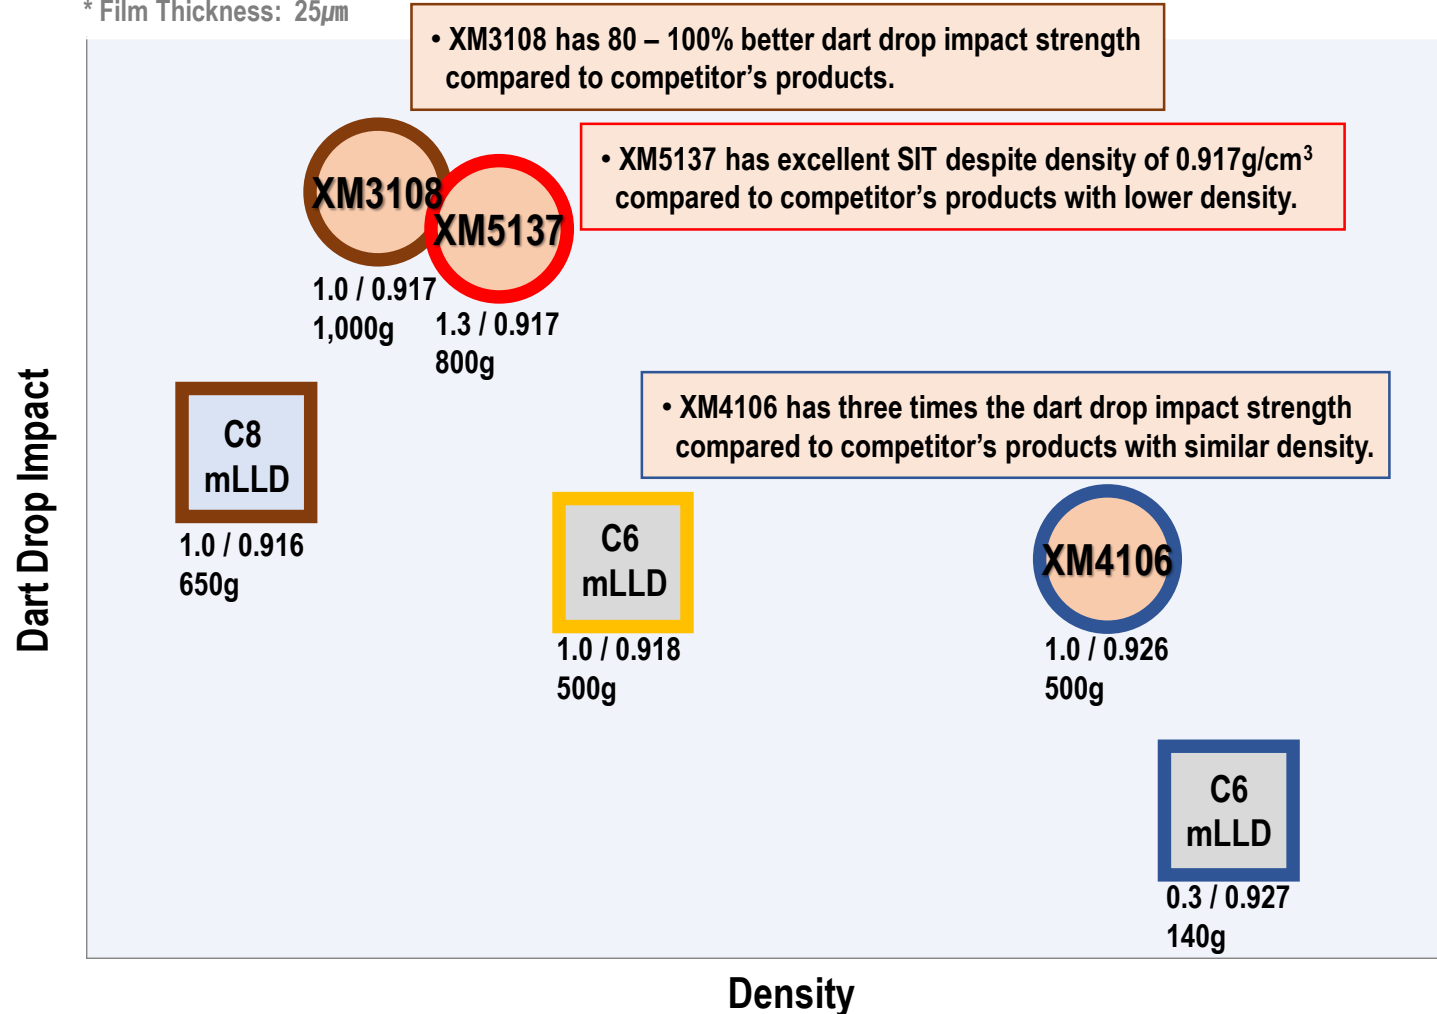 * Film Thickness: 25㎛
• XM3108 has 80 – 100% better dart drop impact strength
compared to competitor's products.
• XM5137 has excellent SIT despite density of 0.917g/cm³
compared to competitor's products with lower density.
XM3108
XM5137
1.0 / 0.917
1,000g
1.3 / 0.917
800g
• XM4106 has three times the dart drop impact strength
compared to competitor's products with similar density.
C8
mLLD
1.0 / 0.916
650g
C6
mLLD
1.0 / 0.918
500g
XM4106
1.0 / 0.926
500g
C6
mLLD
0.3 / 0.927
140g
Dart Drop Impact
Density